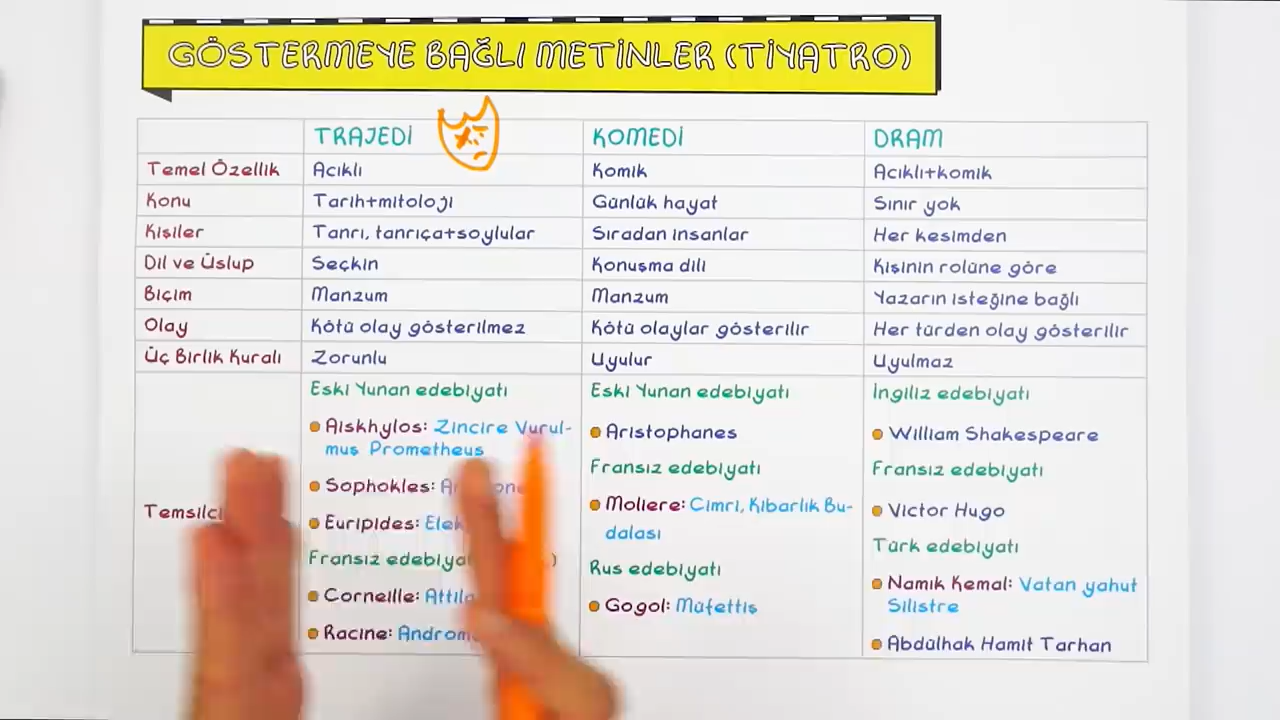 GÖSTERMEYE BAĞLI METİNLER (TİYATRO)
TRAJEDİ KOMEDİ DRAM
Temel Özellik Acıklı Komik Acıklı+komik
Konu Tarih+mitoloji Günlük hayat Sınır yok
Kişiler Tanrı, tanrıça+soylular Sıradan insanlar Her kesimden
Dil ve Üslup Seçkin Konuşma dili Kişinin rolüne göre
Biçim Manzum Manzum Yazarın isteğine bağlı
Olay Kötü olay gösterilmez Kötü olaylar gösterilir Her türden olay gösterilir
Üç Birlik Kuralı Zorunlu Uyulur Uyulmaz
Eski Yunan edebiyatı
Aiskhylos: Zincire Vurul-
muş Prometheus
Sophokles:
Euripides:
Fransız
Corneille: Attila
Racine:
Eski Yunan edebiyatı
Aristophanes
Fransız edebiyatı
Moliere: Cimri, Kibarlık Bu-
dalası
Rus edebiyatı
Gogol: Müfettiş
İngiliz edebiyatı
William Shakespeare
Fransız edebiyatı
Victor Hugo
Türk edebiyatı
Namık Kemal: Vatan yahut
Silistre
Abdülhak Hamit Tarhan